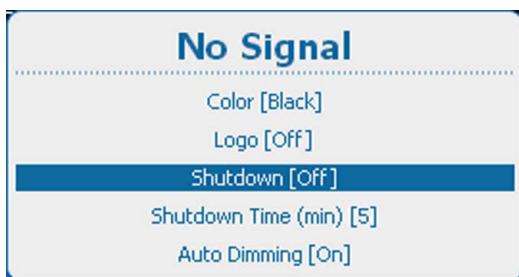 No Signal
Color [Black]
Logo [Off]
Shutdown [Off]
Shutdown Time (min) [5]
Auto Dimming [On]